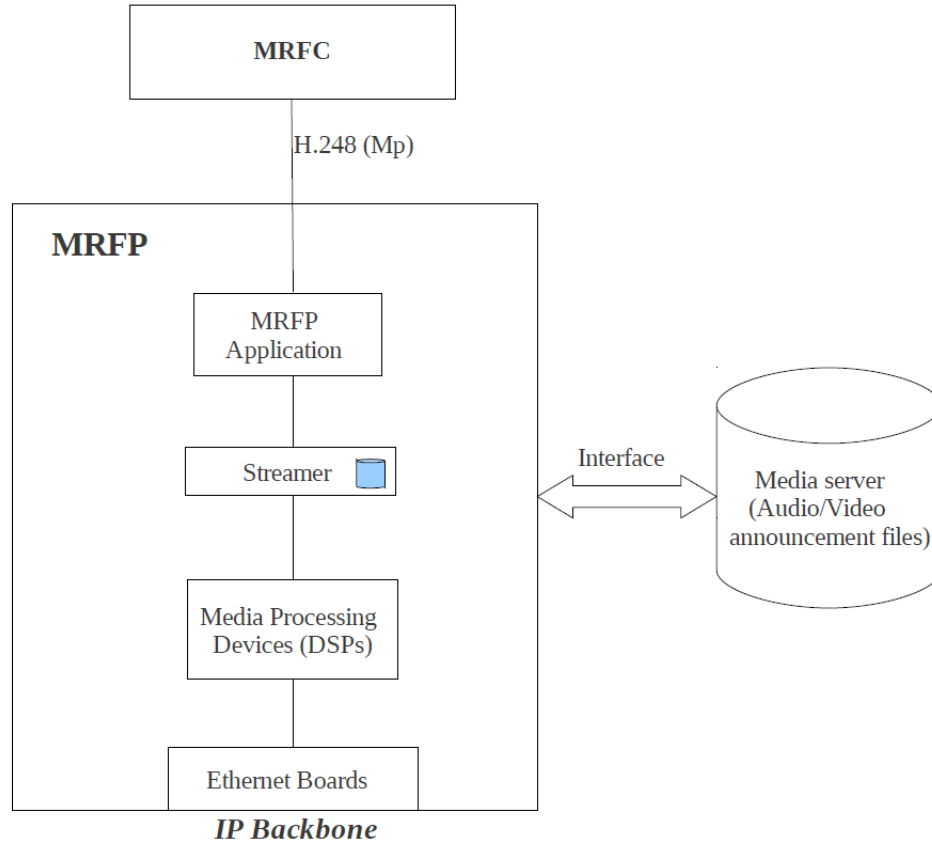 MRFC
H.248 (Mp)
MRFP
MRFP
Application
Streamer
Interface
Media server
(Audio/Video
announcement files)
Media Processing
Devices (DSPs)
Ethernet Boards
IP Backbone